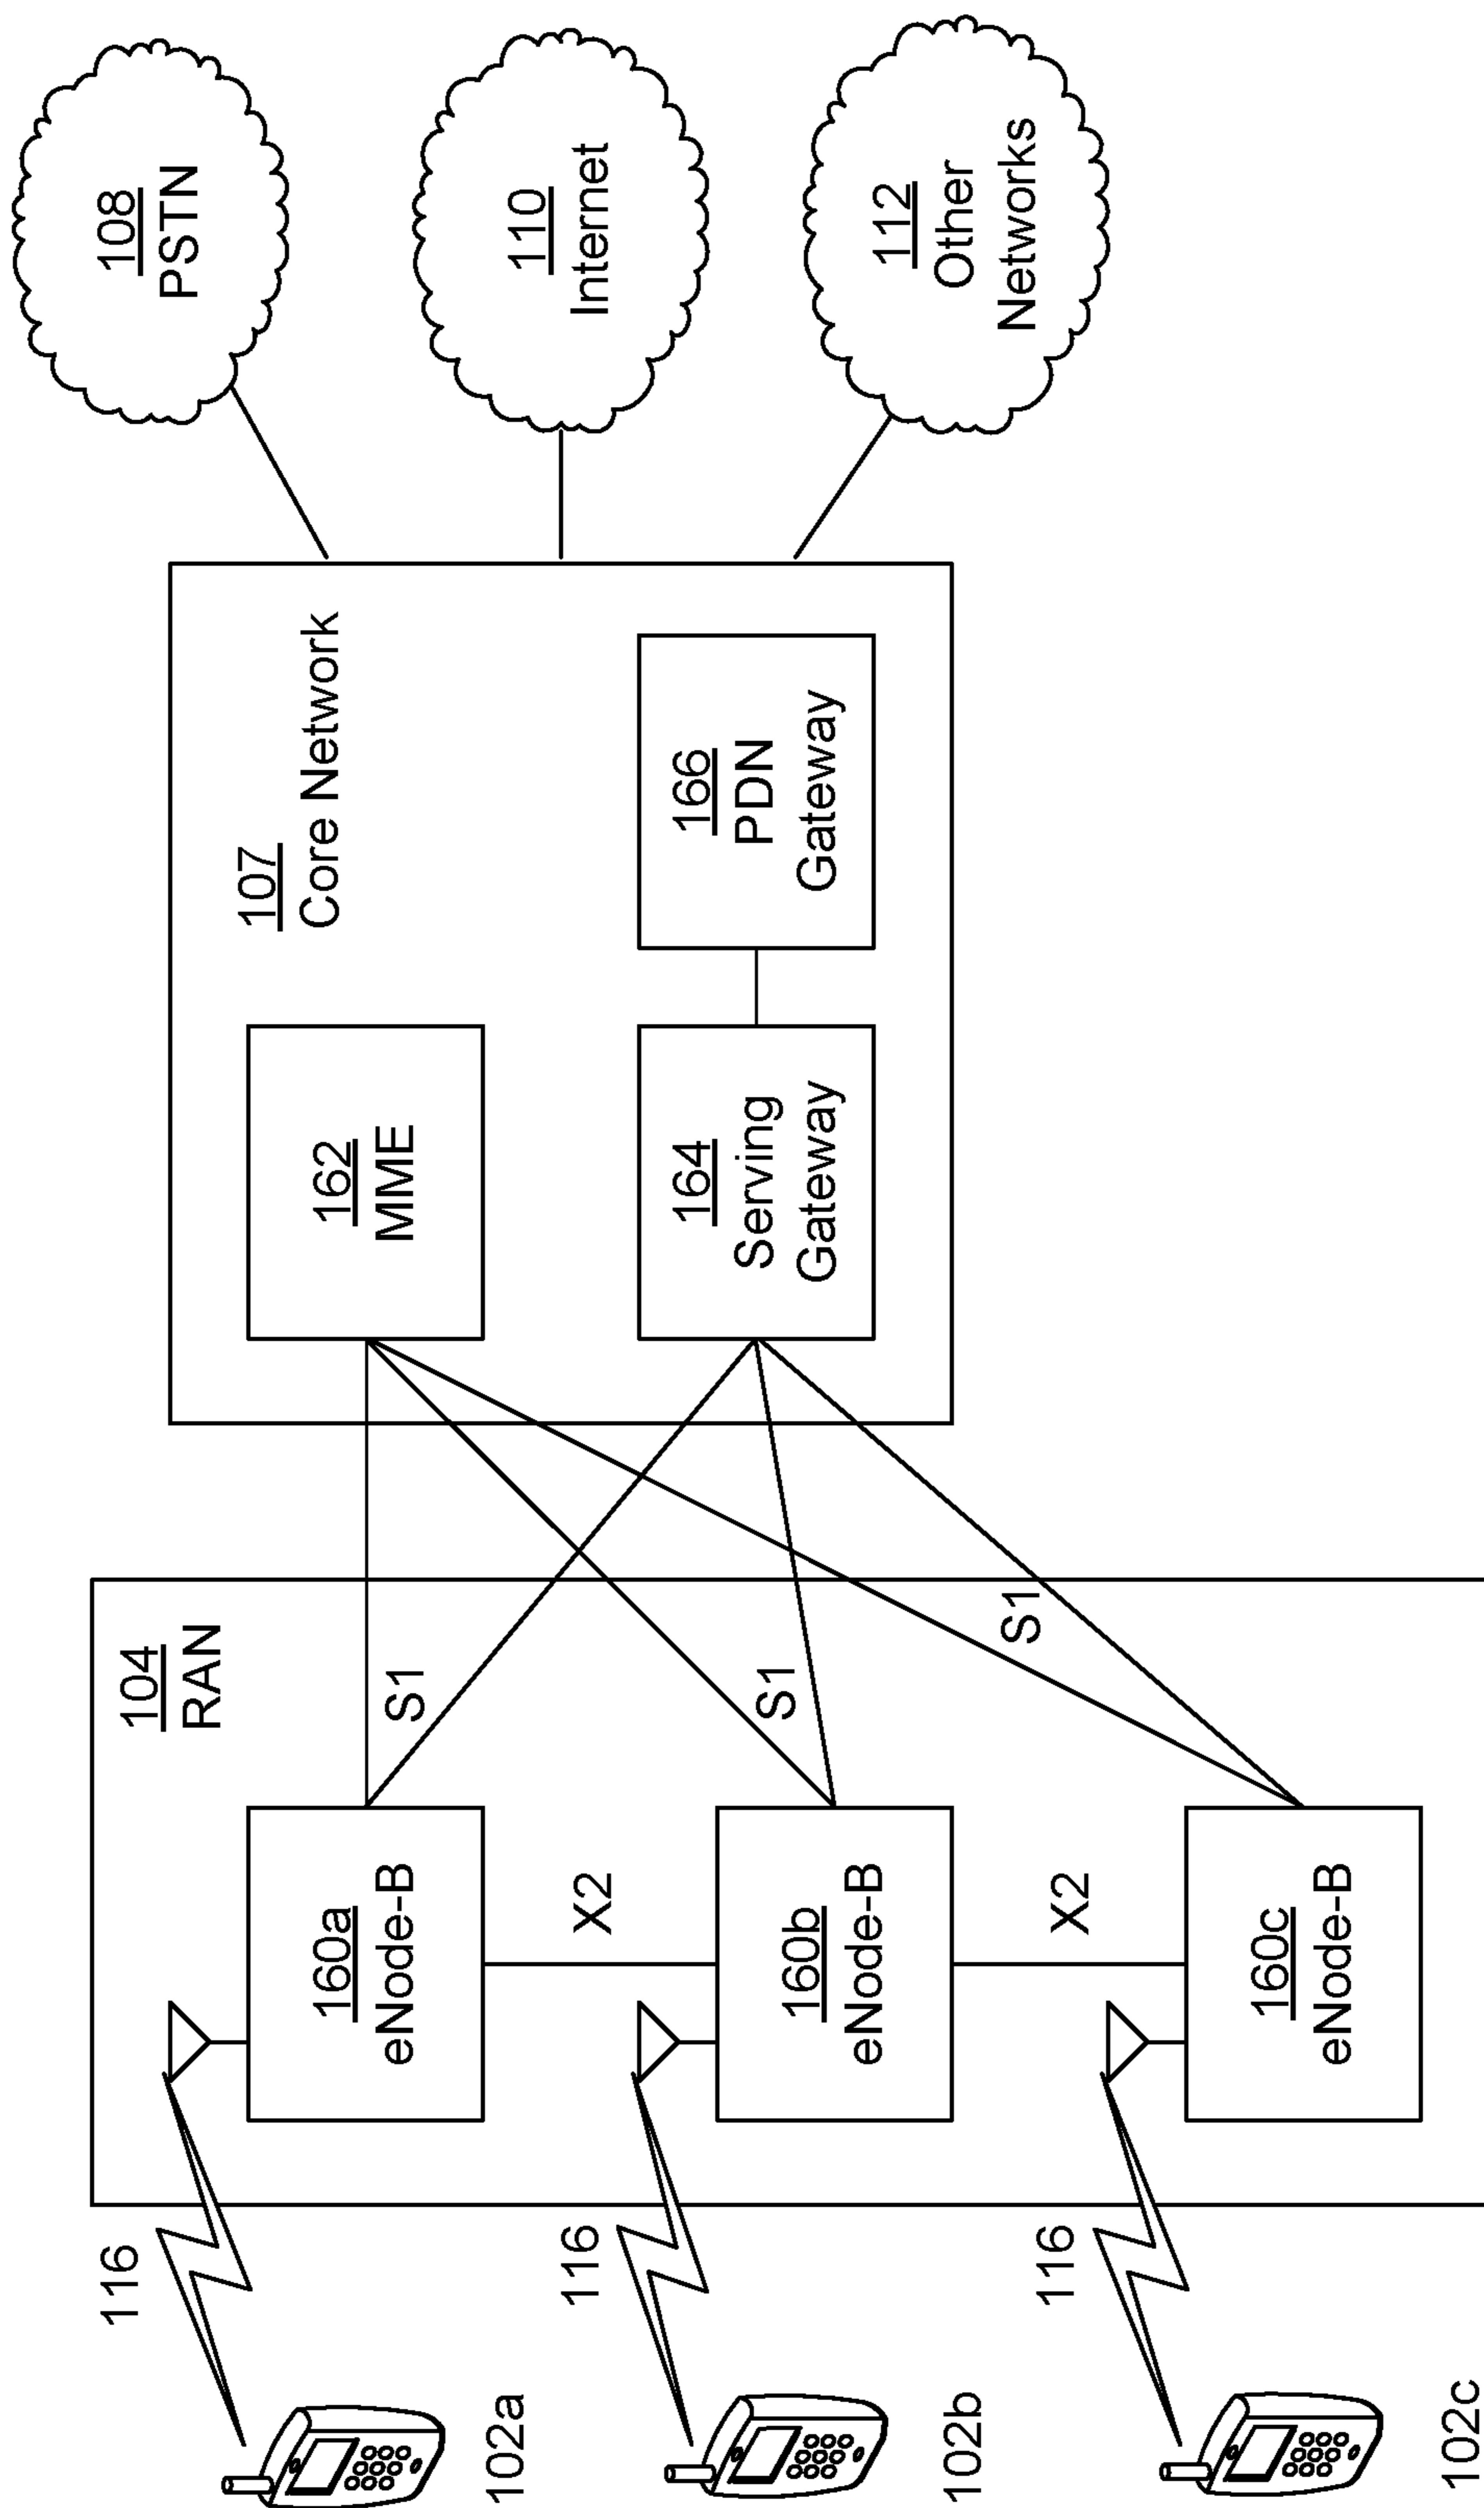 116
102a
104
RAN
160a
eNode-B
S1
162
MME
107
Core Network
108
PSTN
X2
116
102b
160b
eNode-B
S1
164
Serving
Gateway
166
PDN
Gateway
110
Internet
X2
116
102c
160c
eNode-B
S1
112
Other
Networks